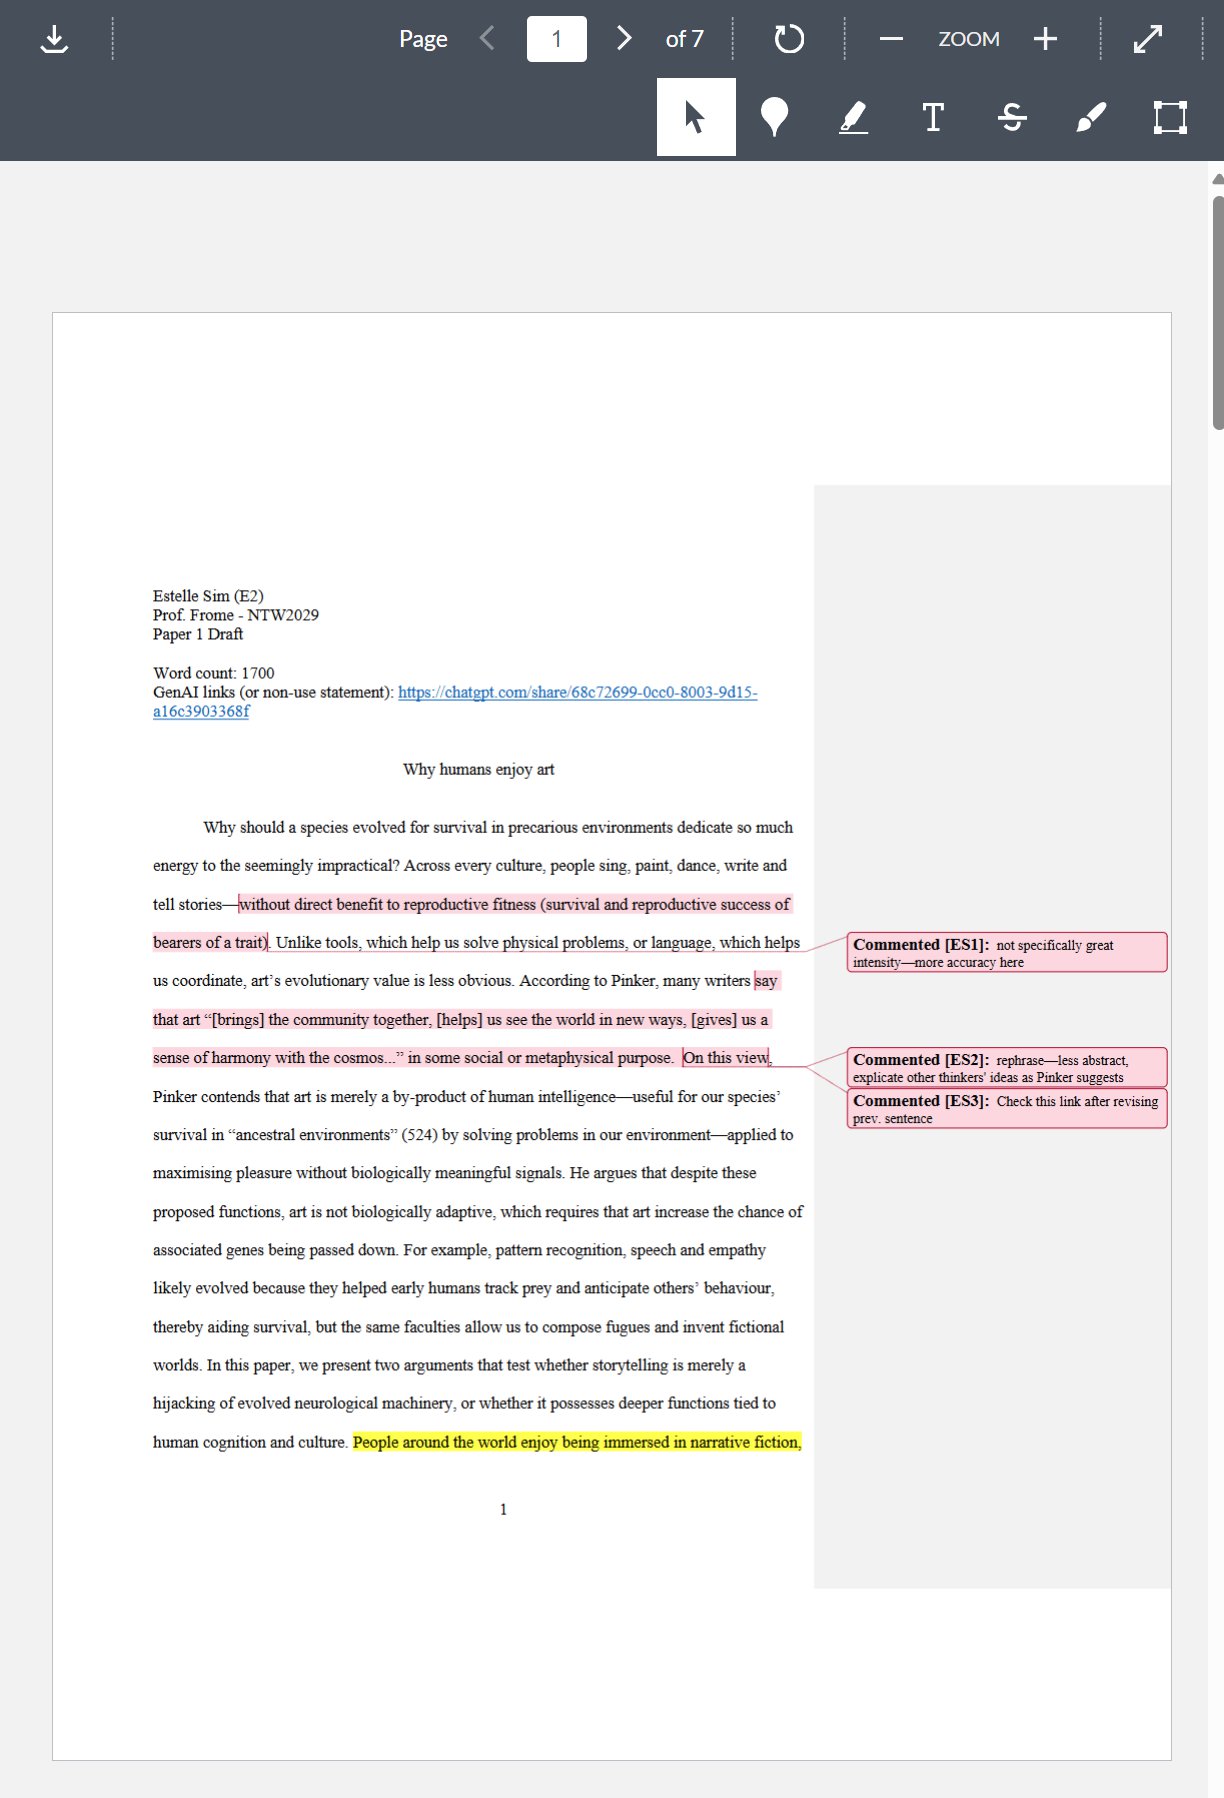 Page 1 of 7 ZOOM
T S
Estelle Sim (E2)
Prof. Frome - NTW2029
Paper 1 Draft
Word count: 1700
GenAI links (or non-use statement): https://chatgpt.com/share/68c72699-0cc0-8003-9d15-
a16c3903368f
Why humans enjoy art
Why should a species evolved for survival in precarious environments dedicate so much
energy to the seemingly impractical? Across every culture, people sing, paint, dance, write and
tell stories—without direct benefit to reproductive fitness (survival and reproductive success of
bearers of a trait). Unlike tools, which help us solve physical problems, or language, which helps
us coordinate, art’s evolutionary value is less obvious. According to Pinker, many writers say
that art “[brings] the community together, [helps] us see the world in new ways, [gives] us a
sense of harmony with the cosmos...” in some social or metaphysical purpose. On this view,
Pinker contends that art is merely a by-product of human intelligence—useful for our species’
survival in “ancestral environments” (524) by solving problems in our environment—applied to
maximising pleasure without biologically meaningful signals. He argues that despite these
proposed functions, art is not biologically adaptive, which requires that art increase the chance of
associated genes being passed down. For example, pattern recognition, speech and empathy
likely evolved because they helped early humans track prey and anticipate others’ behaviour,
thereby aiding survival, but the same faculties allow us to compose fugues and invent fictional
worlds. In this paper, we present two arguments that test whether storytelling is merely a
hijacking of evolved neurological machinery, or whether it possesses deeper functions tied to
human cognition and culture. People around the world enjoy being immersed in narrative fiction,
1
Commented [ES1]: not specifically great
intensity—more accuracy here
Commented [ES2]: rephrase—less abstract,
explicate other thinkers' ideas as Pinker suggests
Commented [ES3]: Check this link after revising
prev. sentence